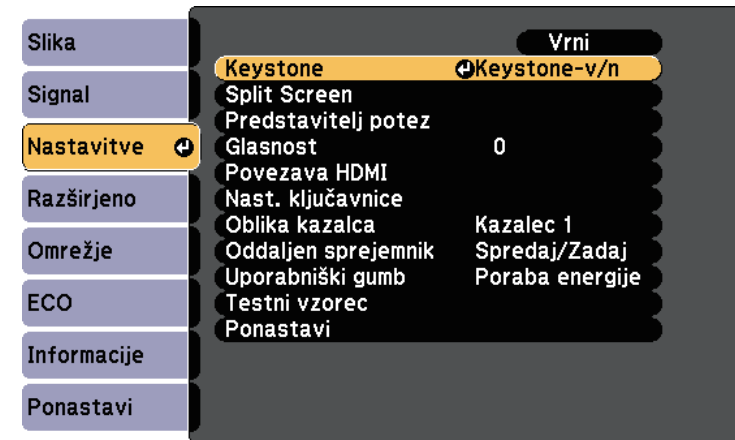 Slika
Signal
Nastavitve
Razširjeno
Omrežje
ECO
Informacije
Ponastavi
Vrni
Keystone Keystone-v/n
Split Screen
Predstavitelj potez
Glasnost 0
Povezava HDMI
Nast. ključavnice
Oblika kazalca Kazalec 1
Oddaljen sprejemnik Spredaj/Zadaj
Uporabniški gumb Poraba energije
Testni vzorec
Ponastavi